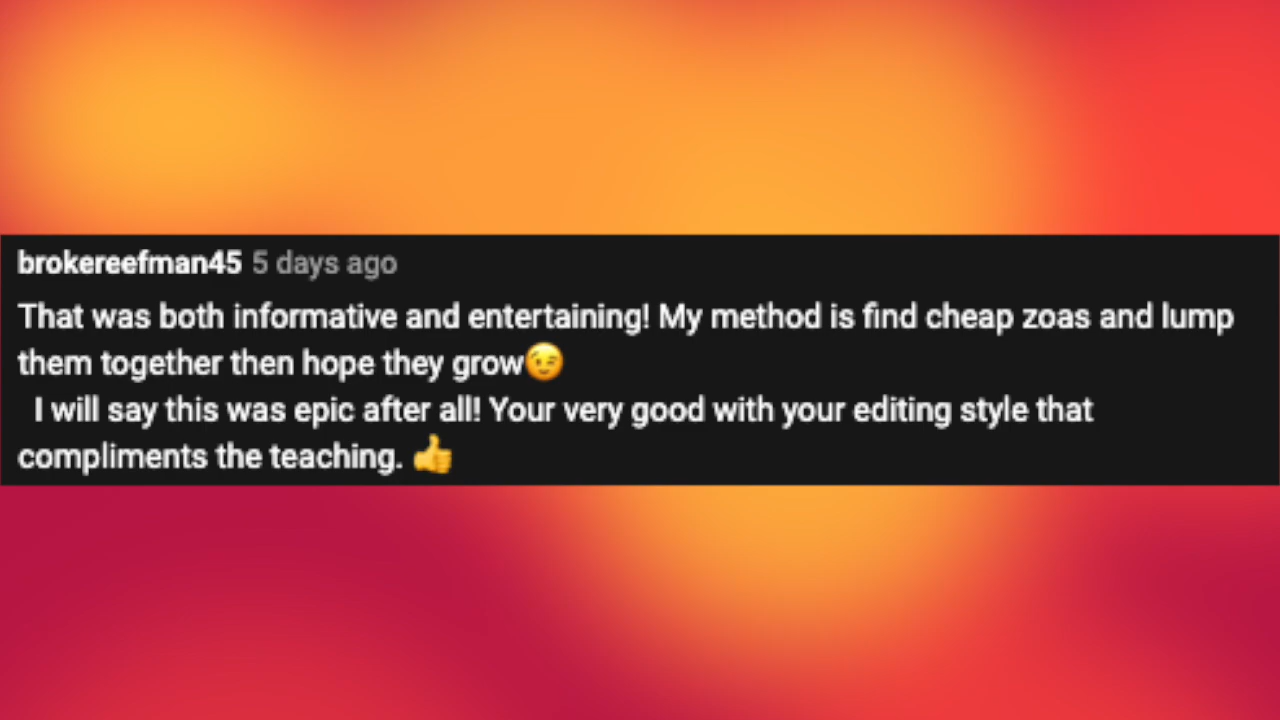 brokereefman45 5 days ago
That was both informative and entertaining! My method is find cheap zoas and lump
them together then hope they grow😉
I will say this was epic after all! Your very good with your editing style that
compliments the teaching. 👍